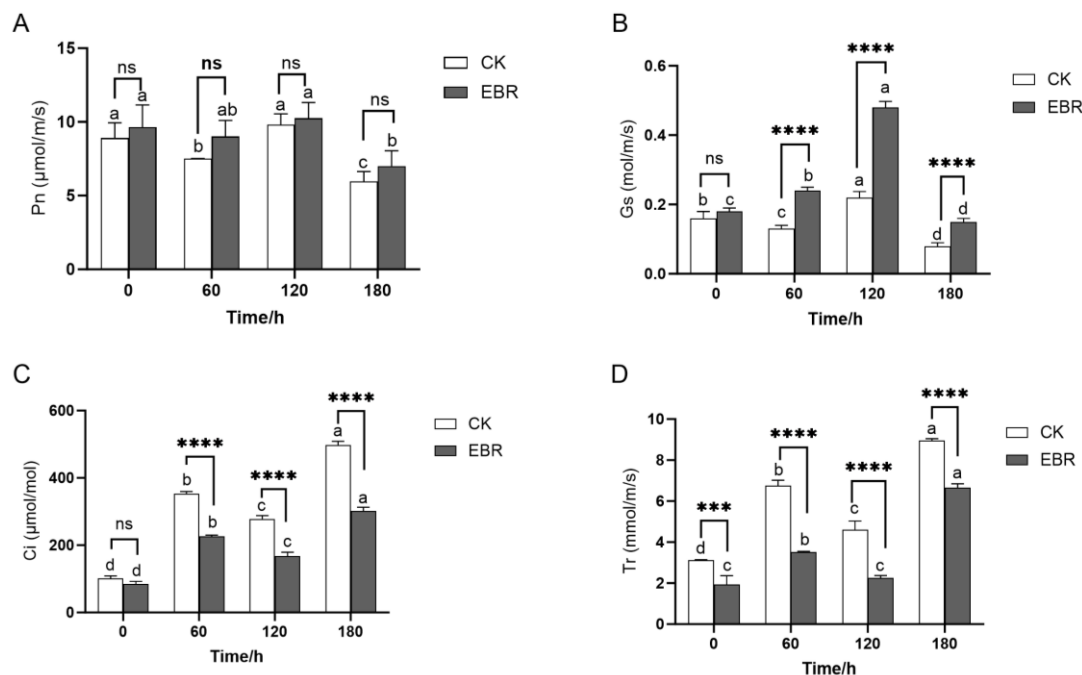 A
15
10
5
0
Pn (μmol/m/s)
ns
ns
ns
ns
a
a
b
ab
a
a
c
b
0
60
120
180
Time/h
CK
EBR
B
0.6
0.4
0.2
0.0
Gs (mol/m/s)
ns
****
****
****
b
c
c
b
a
a
d
d
0
60
120
180
Time/h
CK
EBR
C
600
400
200
0
Ci (μmol/mol)
ns
****
****
****
d
d
b
b
c
c
a
a
0
60
120
180
Time/h
CK
EBR
D
10
8
6
4
2
0
Tr (mmol/m/s)
***
****
****
****
d
c
b
b
c
c
a
a
0
60
120
180
Time/h
CK
EBR